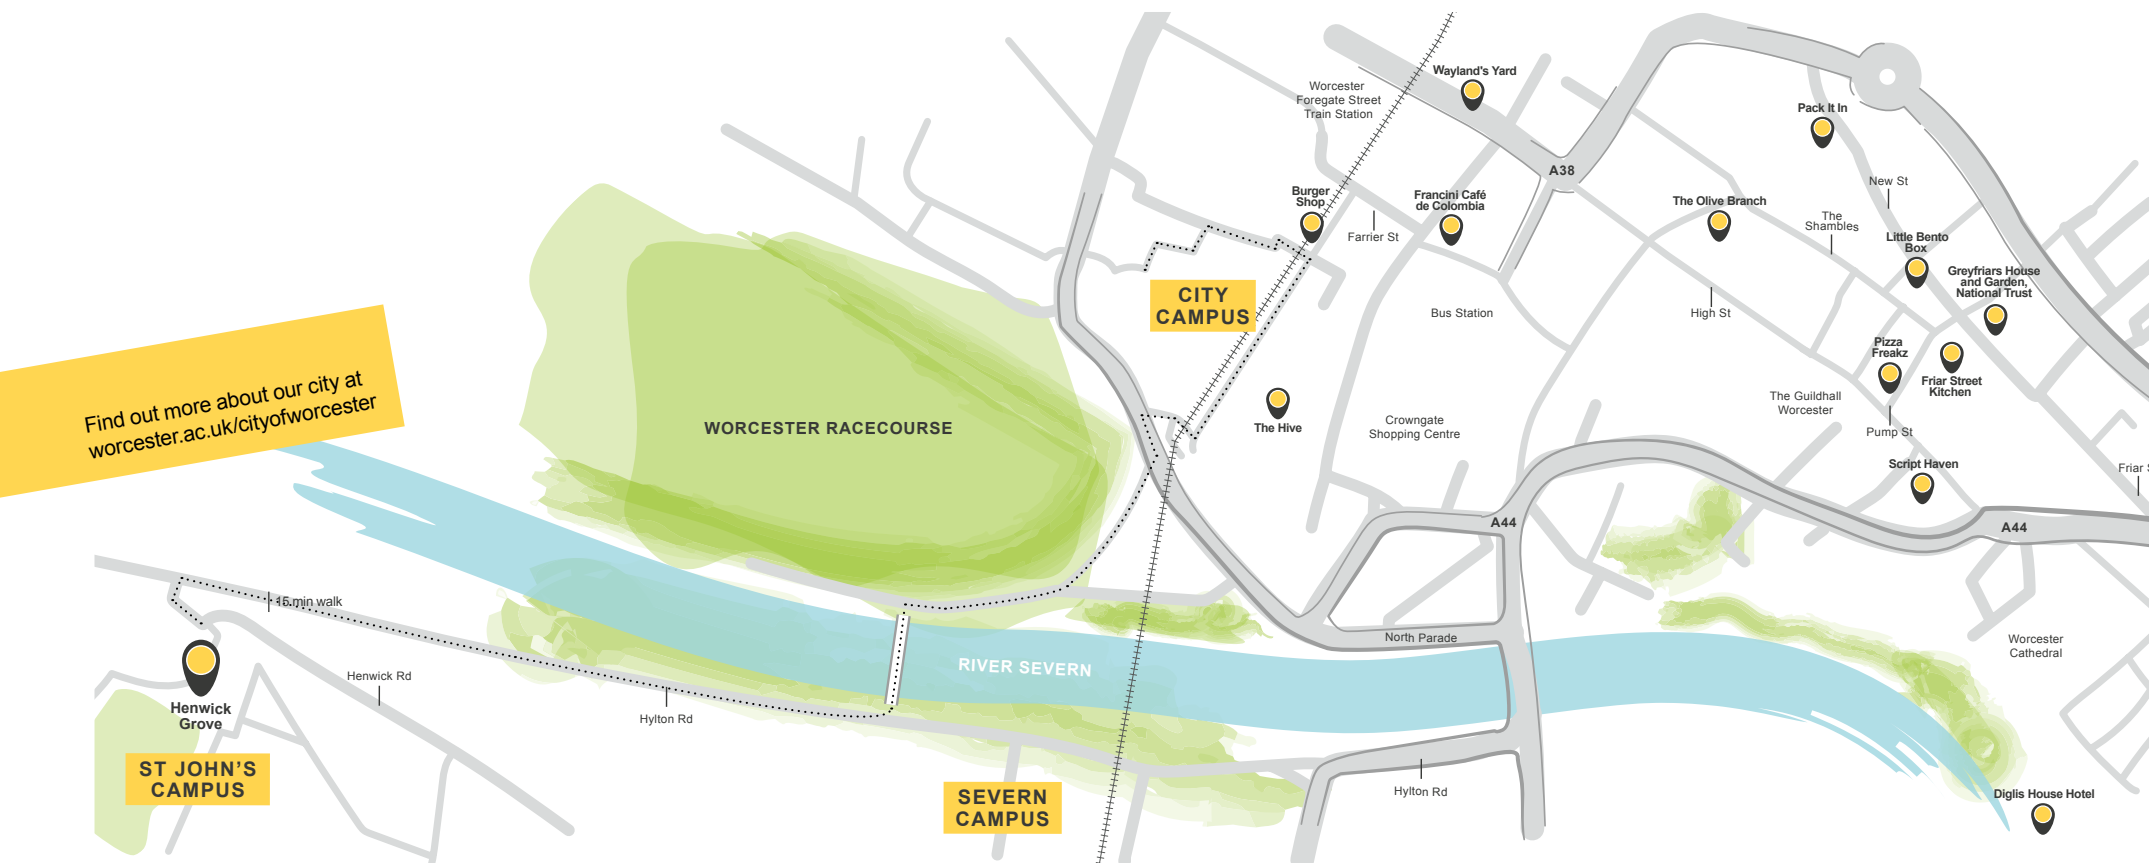 Wayland's Yard
Worcester
Foregate Street
Train Station
Pack It In
A38
New St
Burger
Shop
Francini Café
de Colombia
The Olive Branch
The
Shambles
Farrier St
Little Bento
Box
Greyfriars House
and Garden,
National Trust
CITY
CAMPUS
Bus Station
High St
Pizza
Freakz
Friar Street
Kitchen
Find out more about our city at
worcester.ac.uk/cityofworcester
The Guildhall
Worcester
WORCESTER RACECOURSE
The Hive
Crowngate
Shopping Centre
Pump St
Script Haven
Friar
A44
A44
15 min walk
North Parade
Worcester
Cathedral
RIVER SEVERN
Henwick Rd
Henwick
Grove
Hylton Rd
ST JOHN'S
CAMPUS
SEVERN
CAMPUS
Hylton Rd
Diglis House Hotel